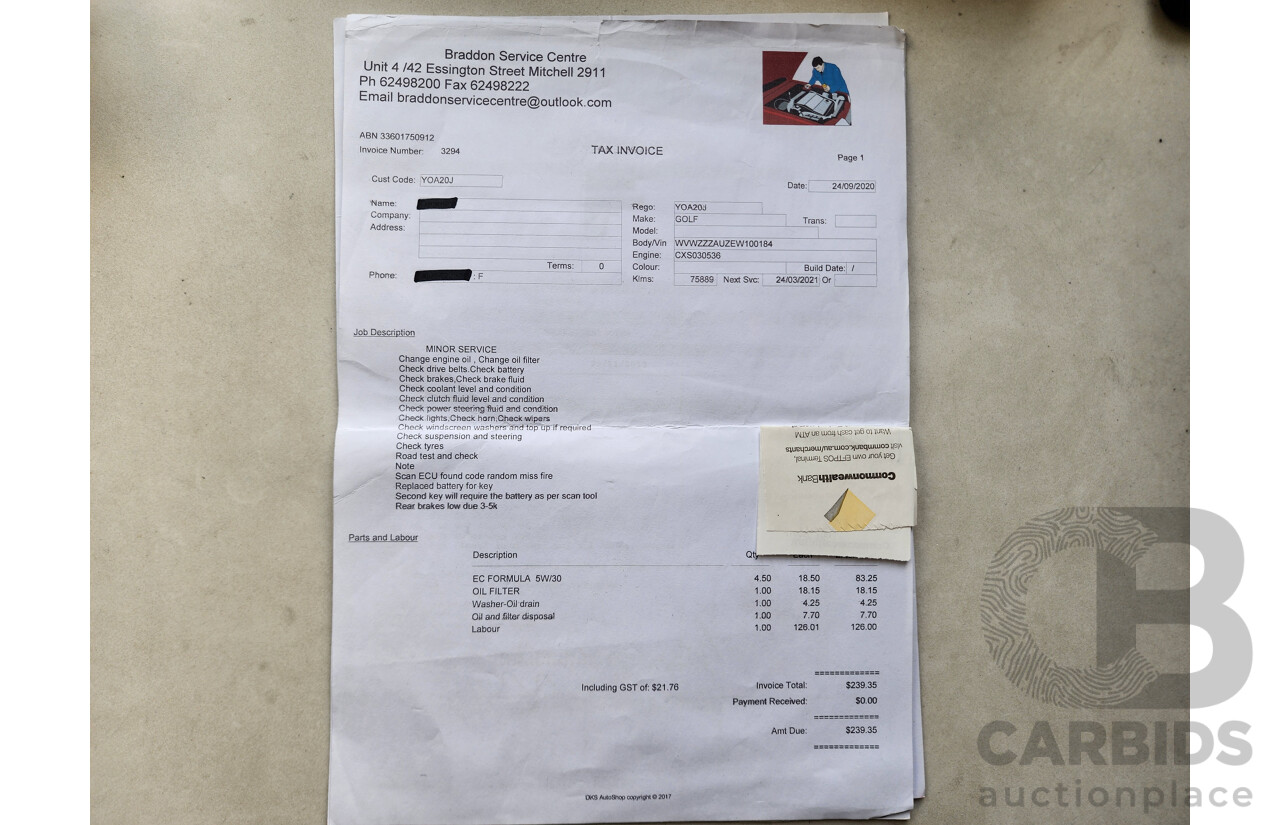 Braddon Service Centre
Unit 4 /42 Essington Street Mitchell 2911
Ph 62498200 Fax 62498222
Email braddonservicecentre@outlook.com
ABN 33601750912
Invoice Number: 3294
TAX INVOICE
Page 1
Cust Code: YOA20J
Date: 24/09/2020
Name:
Company:
Address:
Terms: 0
Phone: : F
Rego: YOA20J
Make: GOLF Trans:
Model:
Body/Vin WVWZZZAUZEW100184
Engine: CXS030536
Colour: Build Date: /
Klms: 75889 Next Svc: 24/03/2021 Or
Job Description
MINOR SERVICE
Change engine oil , Change oil filter
Check drive belts.Check battery
Check brakes,Check brake fluid
Check coolant level and condition
Check clutch fluid level and condition
Check power steering fluid and condition
Check lights,Check horn,Check wipers
Check windscreen washers and top up if required
Check suspension and steering
Check tyres
Road test and check
Note
Scan ECU found code random miss fire
Replaced battery for key
Second key will require the battery as per scan tool
Rear brakes low due 3-5k
CommonwealthBank
Get your own EFTPOS Terminal,
visit commbank.com.au/merchants
Want to get cash from an ATM
Parts and Labour
Description
EC FORMULA 5W/30 4.50 18.50 83.25
OIL FILTER 1.00 18.15 18.15
Washer-Oil drain 1.00 4.25 4.25
Oil and filter disposal 1.00 7.70 7.70
Labour 1.00 126.01 126.00
=============
Including GST of: $21.76
Invoice Total: $239.35
Payment Received: $0.00
=============
Amt Due: $239.35
=============
DKS AutoShop copyright © 2017
CARBIDS
auctionplace